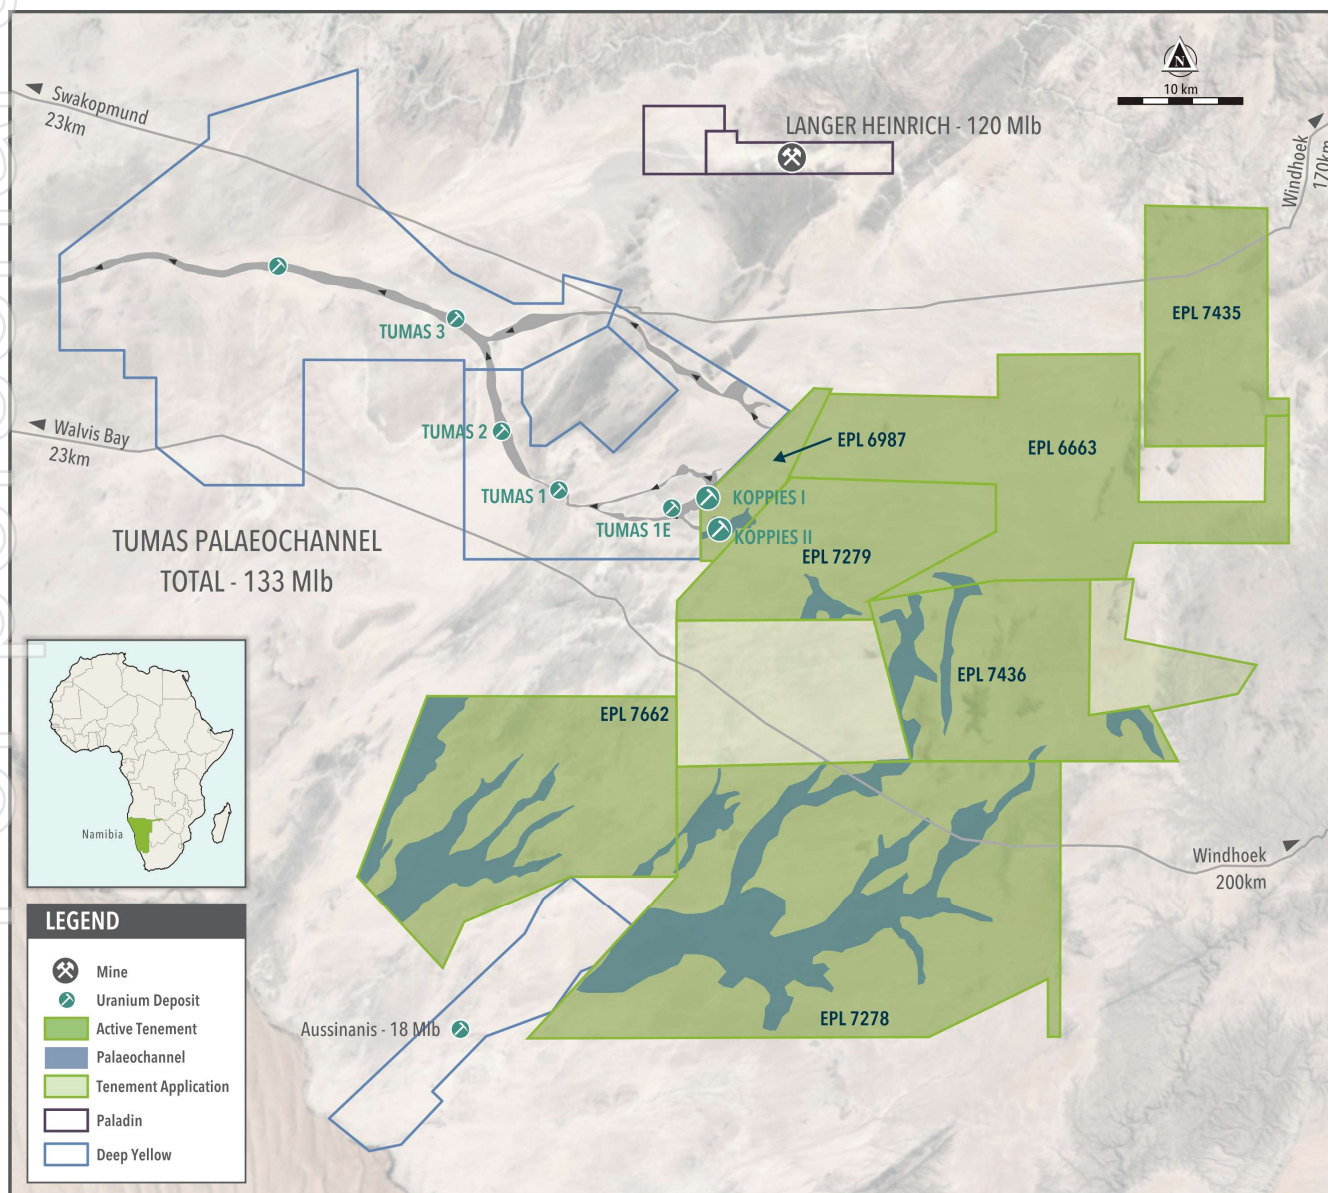 N
10 km
Swakopmund
23km
LANGER HEINRICH - 120 Mlb
Windhoek
170km
EPL 7435
TUMAS 3
EPL 6987
EPL 6663
TUMAS 2
Walvis Bay
23km
TUMAS 1
KOPPIES I
TUMAS 1E
KOPPIES II
EPL 7279
TUMAS PALAEOCHANNEL
TOTAL - 133 Mlb
EPL 7436
EPL 7662
Namibia
Windhoek
200km
EPL 7278
Aussinanis - 18 Mlb
LEGEND
Mine
Uranium Deposit
Active Tenement
Palaeochannel
Tenement Application
Paladin
Deep Yellow